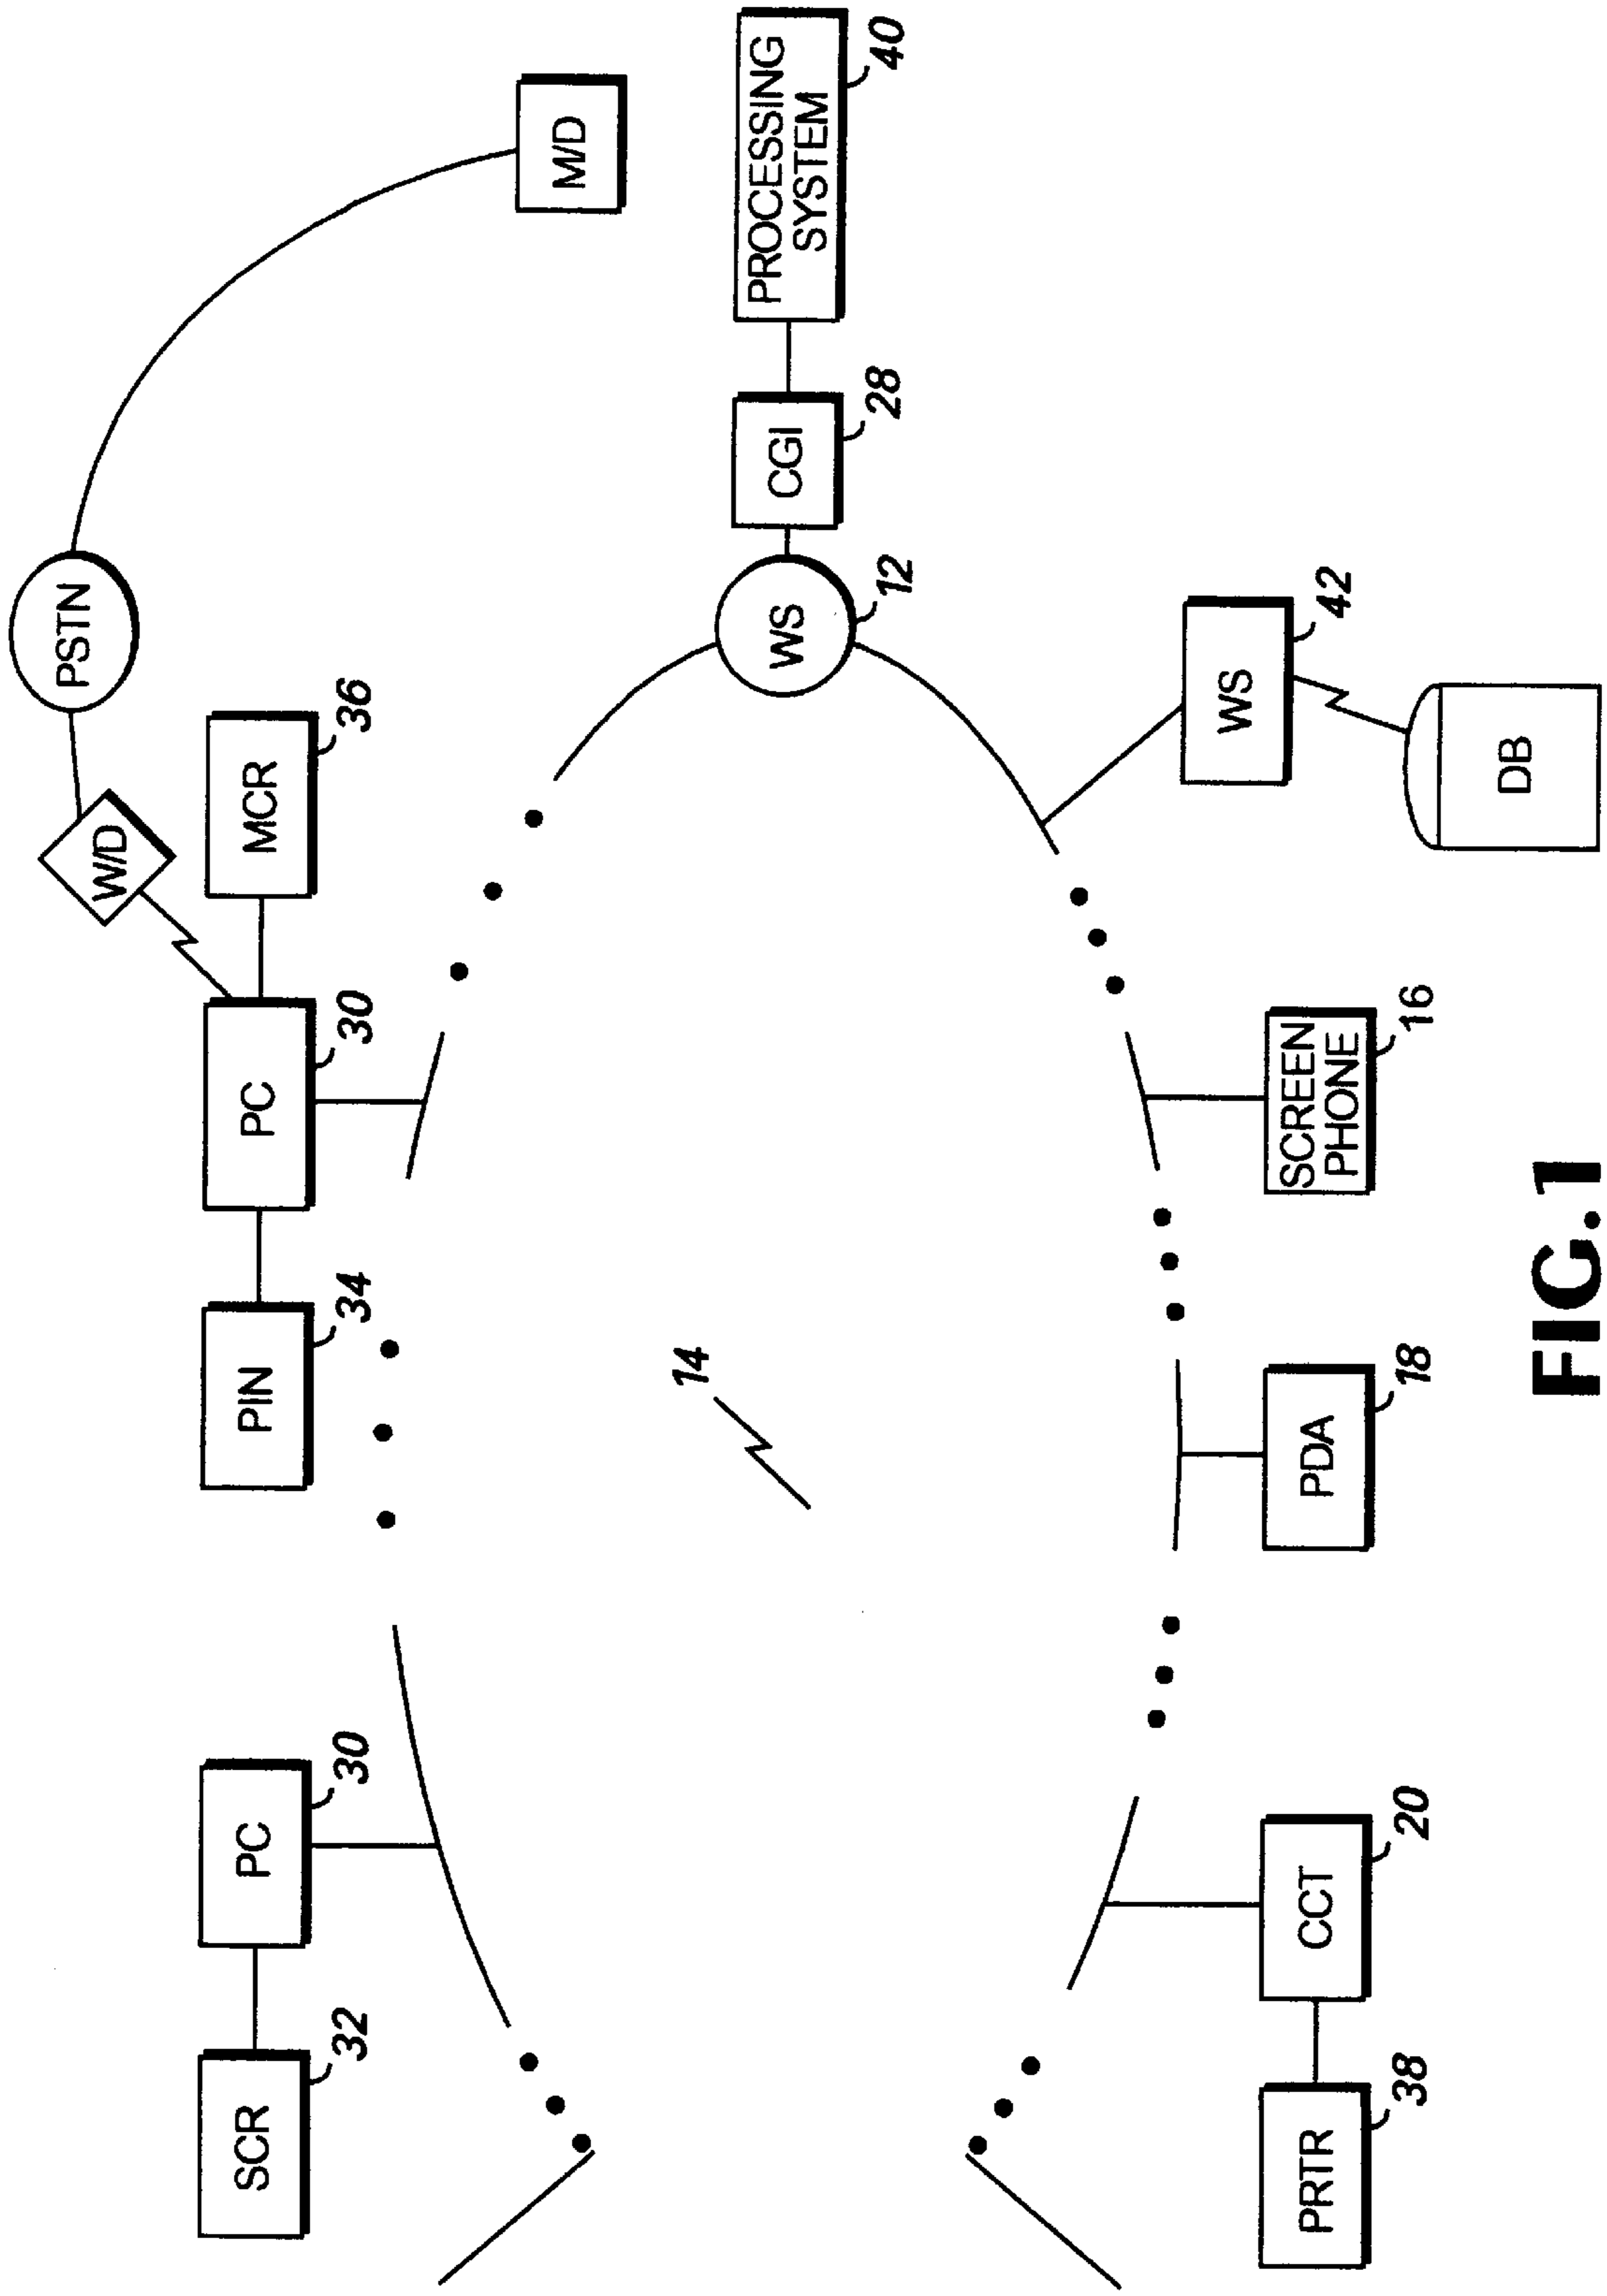 SCR
32
PC
30
PIN
34
PC
30
MCR
36
W/D
PSTN
M/D
14
WS
12
CGI
28
PROCESSING
SYSTEM
40
PRTR
38
CCT
20
PDA
18
SCREEN
PHONE
16
WS
42
DB
FIG.1